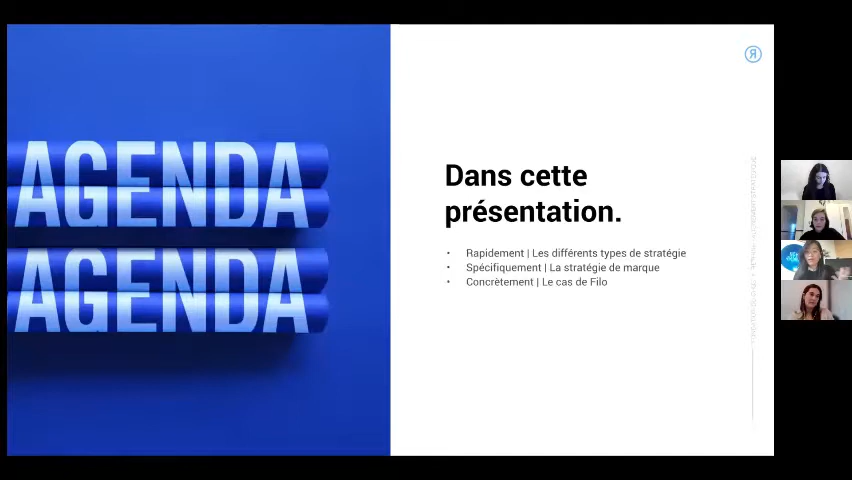 AGENDA
AGENDA
Dans cette
présentation.
• Rapidement | Les différents types de stratégie
• Spécifiquement | La stratégie de marque
• Concrètement | Le cas de Filo